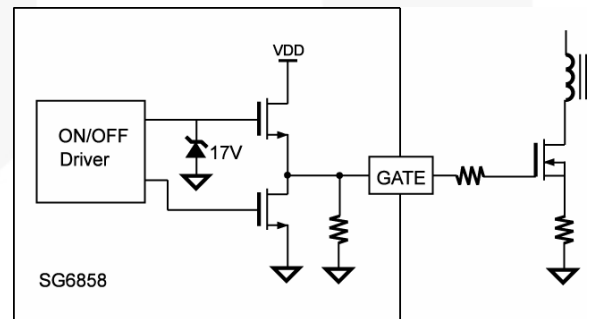 VDD
ON/OFF
Driver
17V
GATE
SG6858